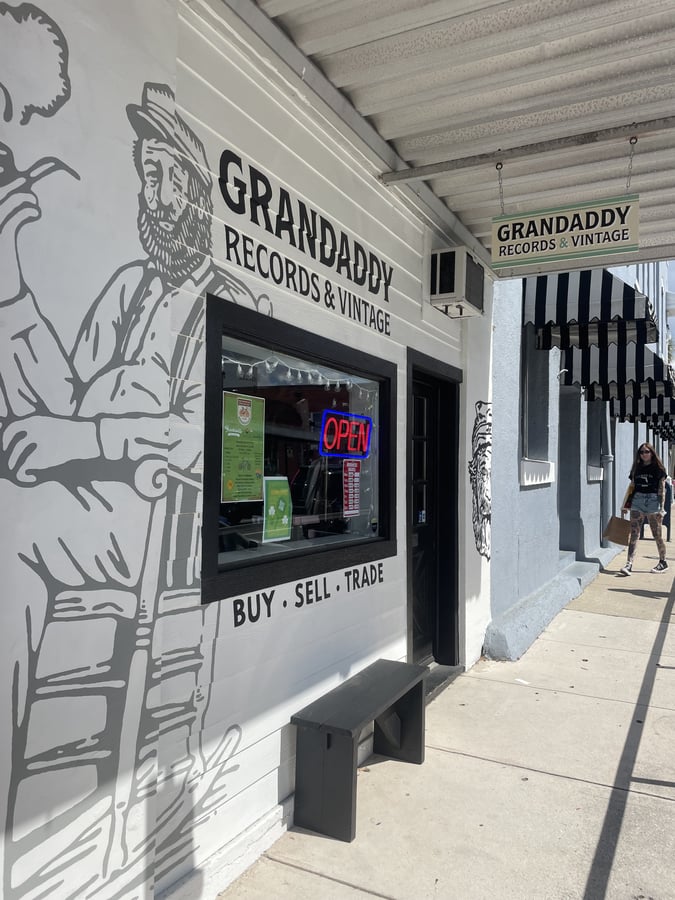 GRANDADDY
RECORDS & VINTAGE
GRANDADDY
RECORDS & VINTAGE
OPEN
BUY · SELL · TRADE